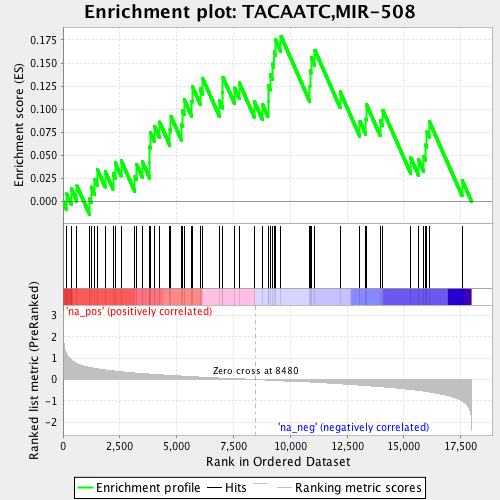 Enrichment plot: TACAATC,MIR-508
Enrichment score (ES)
0.175
0.150
0.125
0.100
0.075
0.050
0.025
0.000
'na_pos' (positively correlated)
Ranked list metric (PreRanked)
3
2
1
0
-1
-2
Zero cross at 8480
'na_neg' (negatively correlated)
0
2,500
5,000
7,500
10,000
12,500
15,000
17,500
Rank in Ordered Dataset
Enrichment profile
Hits
Ranking metric scores